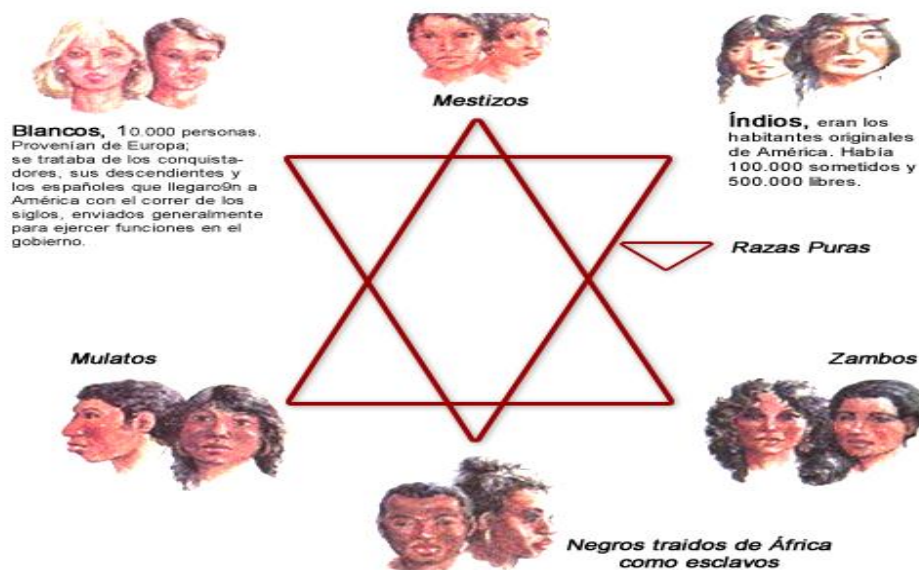 Mestizos
Blancos, 10.000 personas.
Provenían de Europa;
se trataba de los conquista-
dores, sus descendientes y
los españoles que llegaro9n a
América con el correr de los
siglos, enviados generalmente
para ejercer funciones en el
gobierno.
Índios, eran los
habitantes originales
de América. Había
100.000 sometidos y
500.000 libres.
Razas Puras
Mulatos
Zambos
Negros traidos de África
como esclavos